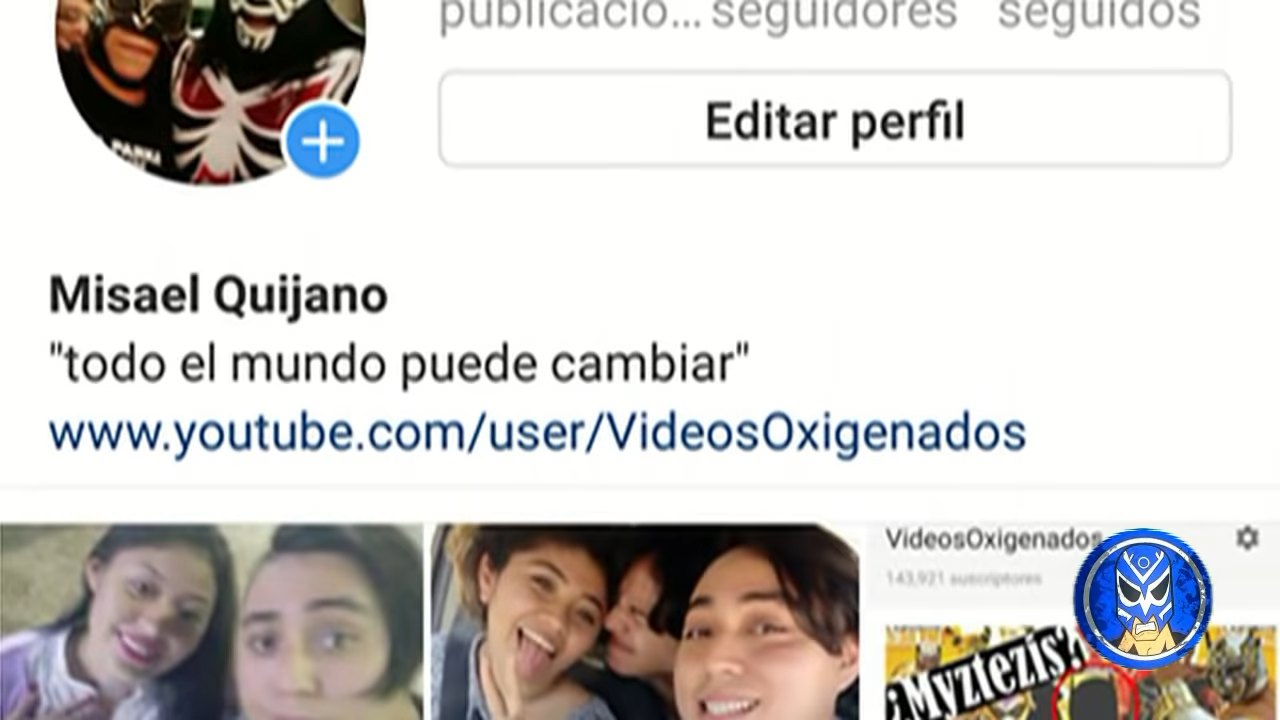 publicacio... seguidores seguidos
Editar perfil
Misael Quijano
"todo el mundo puede cambiar"
www.youtube.com/user/VideosOxigenados
VideosOxigenados
143,921 suscriptores
¿Myztezis?